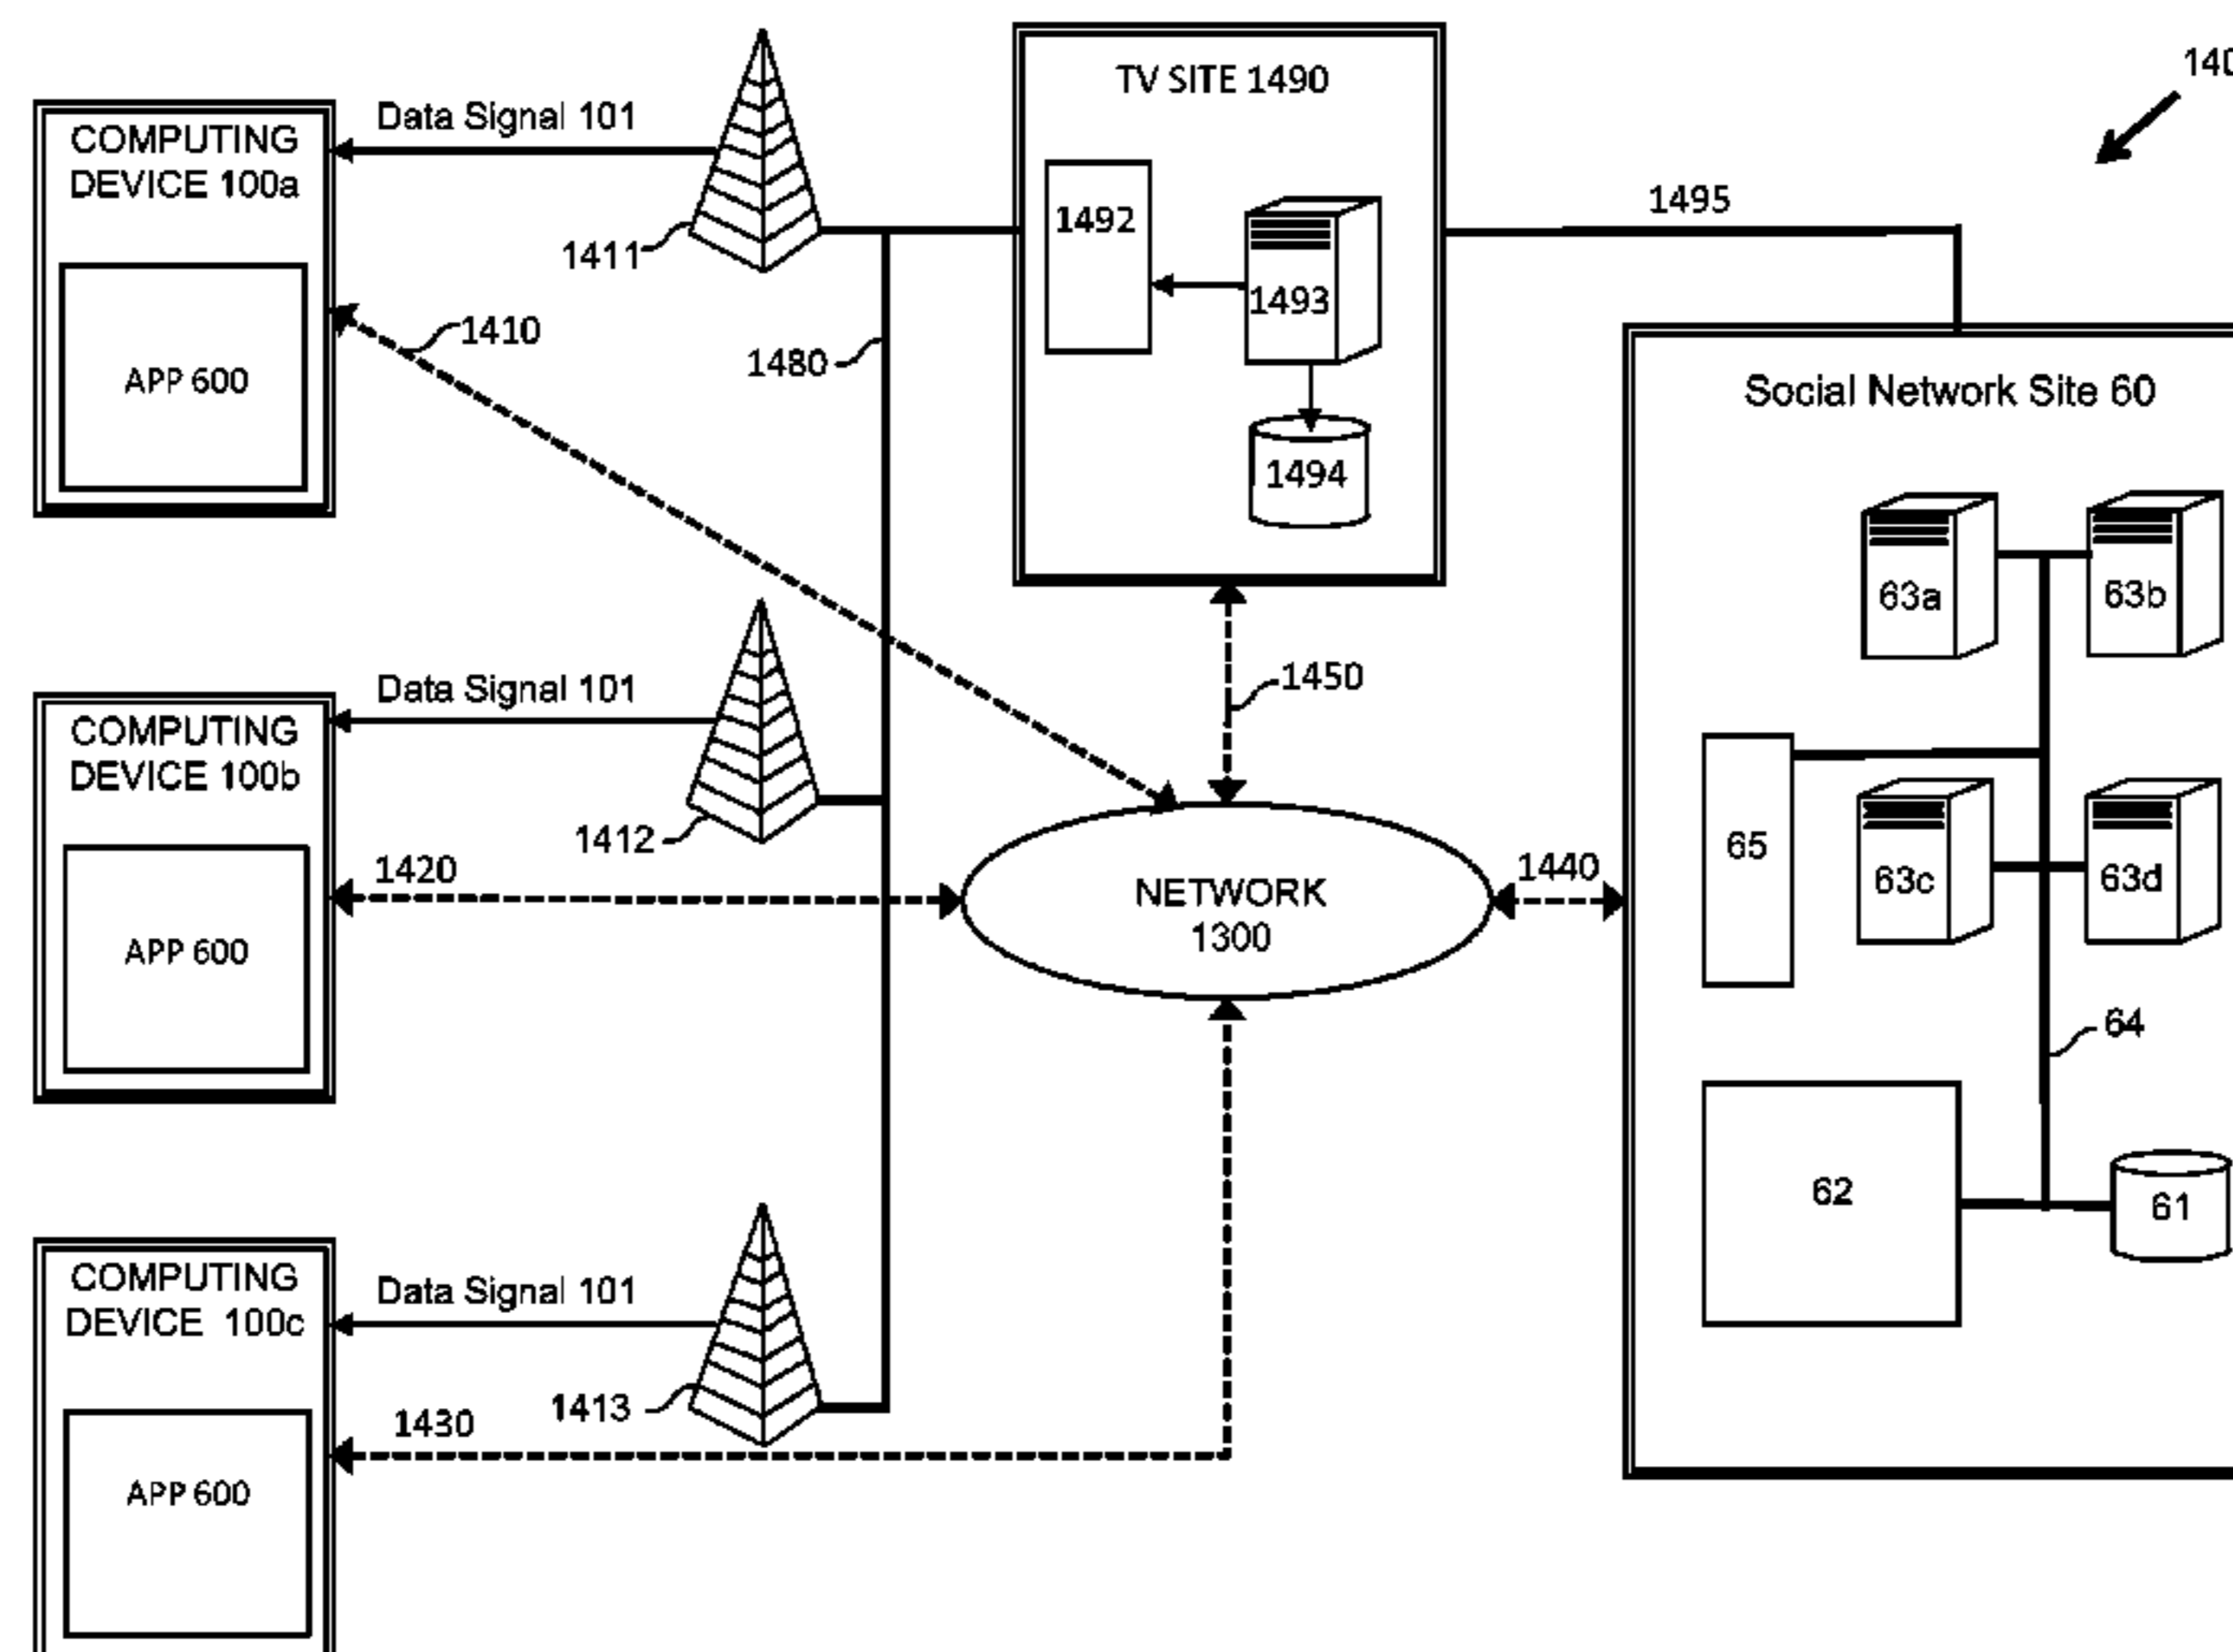 TV SITE 1490
140
Data Signal 101
COMPUTING
DEVICE 100a
1492
1495
1411
1493
1410
1480
APP 600
Social Network Site 60
1494
63a
63b
1450
Data Signal 101
COMPUTING
DEVICE 100b
1412
65
1420
1440
63c
63d
NETWORK
1300
APP 600
64
62
61
Data Signal 101
COMPUTING
DEVICE 100c
1413
1430
APP 600